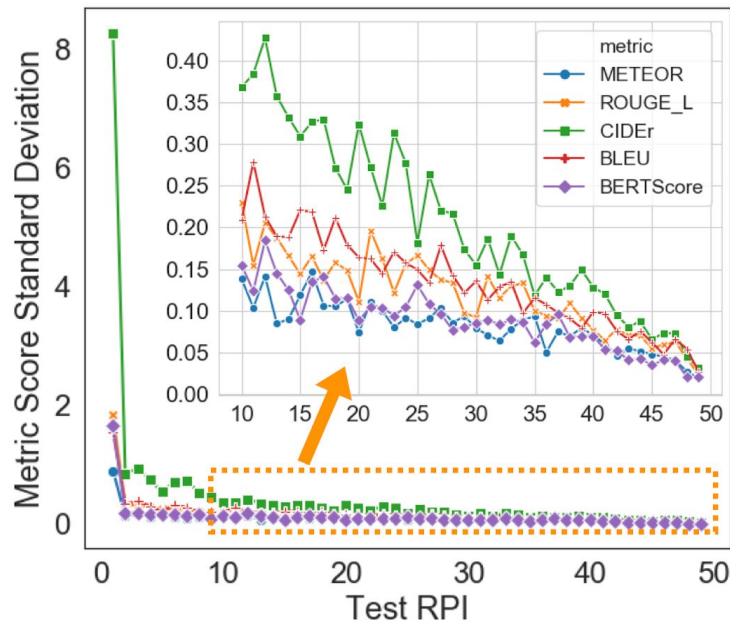 Metric Score Standard Deviation
8
6
4
2
0
0.40
0.35
0.30
0.25
0.20
0.15
0.10
0.05
0.00
metric
METEOR
ROUGE_L
CIDEr
BLEU
BERTScore
10 15 20 25 30 35 40 45 50
0 10 20 30 40 50
Test RPI